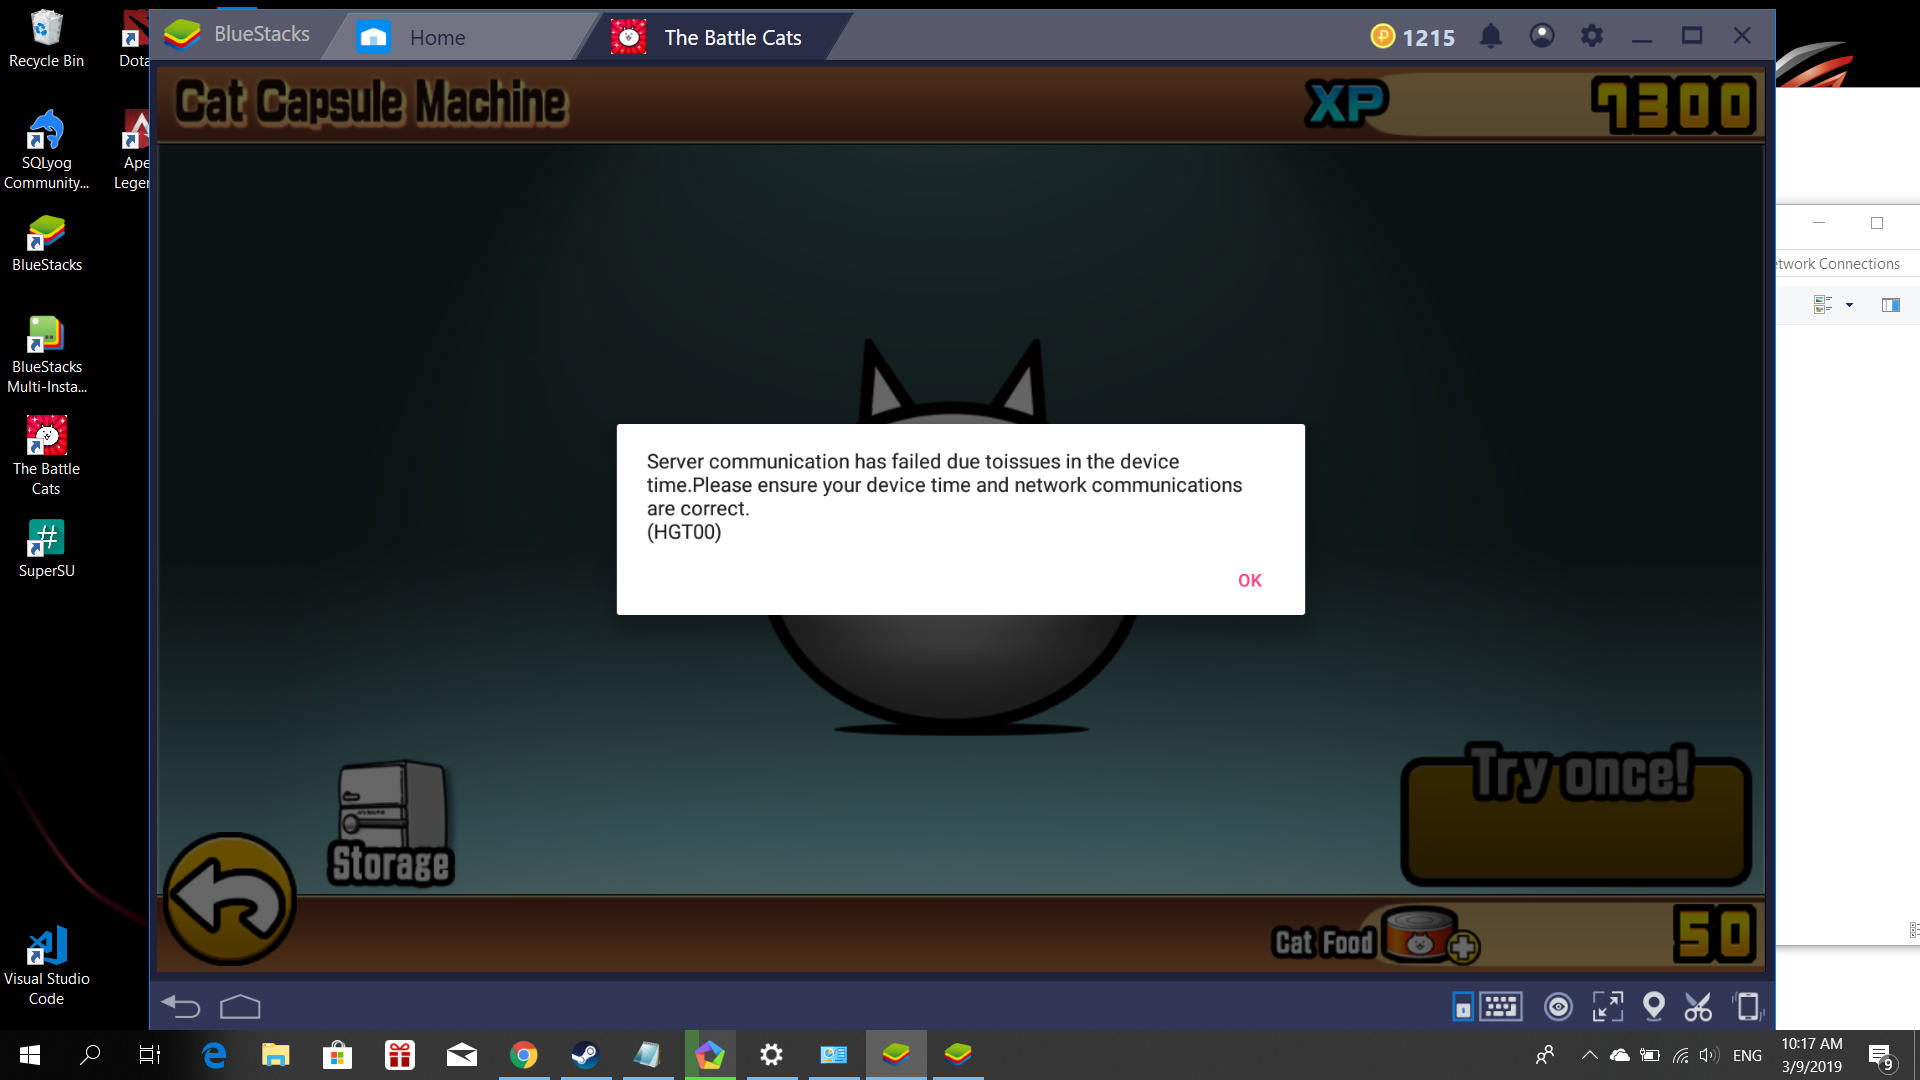 Recycle Bin
Dota
SQLyog
Community...
Ape
Leger
BlueStacks
BlueStacks
Multi-Insta...
The Battle
Cats
SuperSU
Visual Studio
Code
BlueStacks
Home
The Battle Cats
1215
Cat Capsule Machine
XP
7300
Server communication has failed due toissues in the device
time.Please ensure your device time and network communications
are correct.
(HGT00)
OK
Try once!
Storage
Cat Food
50
etwork Connections
ENG
10:17 AM
3/9/2019
9